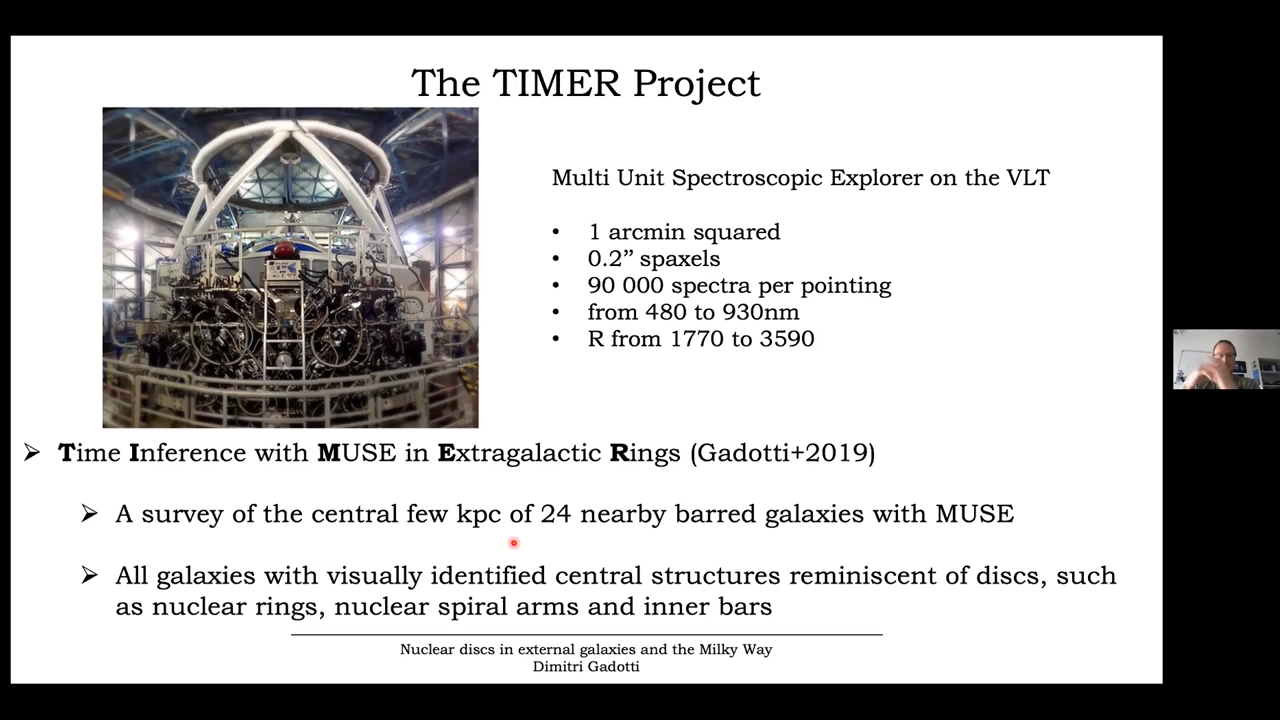 The TIMER Project
Multi Unit Spectroscopic Explorer on the VLT
• 1 arcmin squared
• 0.2” spaxels
• 90 000 spectra per pointing
• from 480 to 930nm
• R from 1770 to 3590
➢ Time Inference with MUSE in Extragalactic Rings (Gadotti+2019)
➢ A survey of the central few kpc of 24 nearby barred galaxies with MUSE
➢ All galaxies with visually identified central structures reminiscent of discs, such
as nuclear rings, nuclear spiral arms and inner bars
Nuclear discs in external galaxies and the Milky Way
Dimitri Gadotti